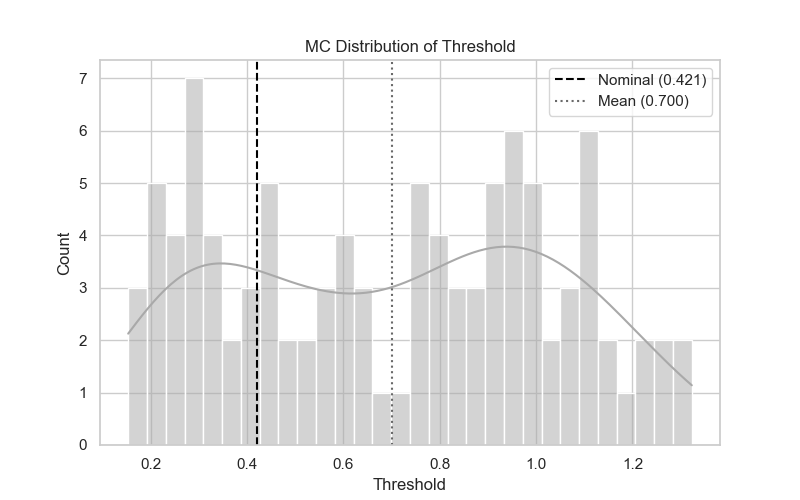 MC Distribution of Threshold
Nominal (0.421)
Mean (0.700)
Count
7
6
5
4
3
2
1
0
0.2 0.4 0.6 0.8 1.0 1.2
Threshold